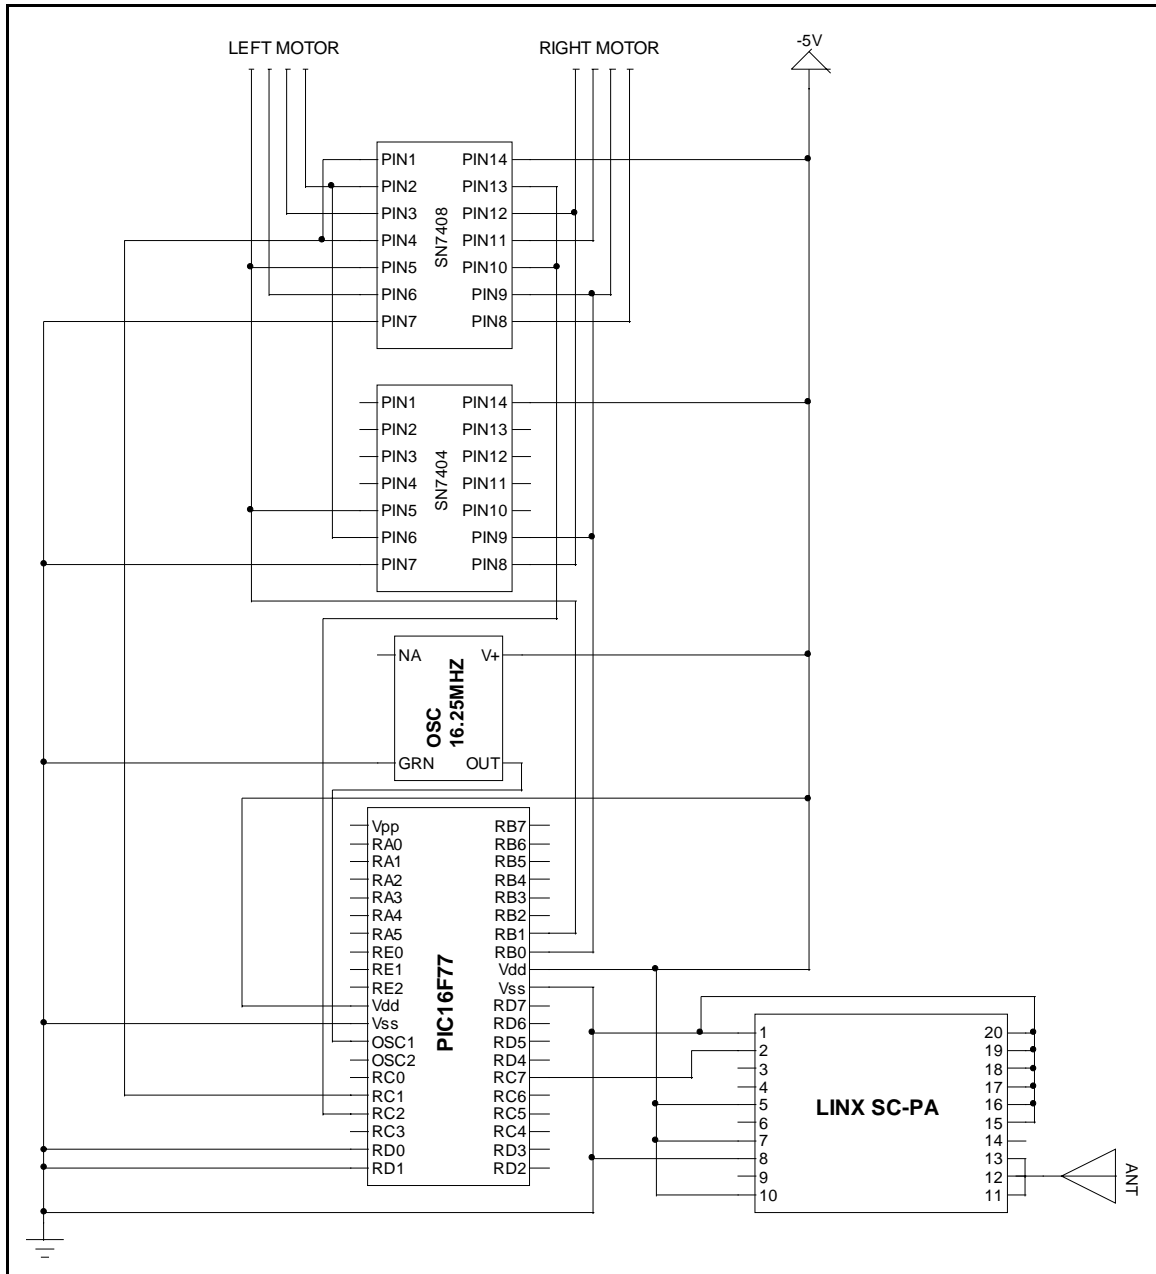 LEFT MOTOR
RIGHT MOTOR
-5V
PIN1
PIN2
PIN3
PIN4
PIN5
PIN6
PIN7
SN7408
PIN14
PIN13
PIN12
PIN11
PIN10
PIN9
PIN8
PIN1
PIN2
PIN3
PIN4
PIN5
PIN6
PIN7
SN7404
PIN14
PIN13
PIN12
PIN11
PIN10
PIN9
PIN8
NA
GRN
OSC
16.25MHZ
V+
OUT
Vpp
RA0
RA1
RA2
RA3
RA4
RA5
RE0
RE1
RE2
Vdd
Vss
OSC1
OSC2
RC0
RC1
RC2
RC3
RD0
RD1
PIC16F77
RB7
RB6
RB5
RB4
RB3
RB2
RB1
RB0
Vdd
Vss
RD7
RD6
RD5
RD4
RC7
RC6
RC5
RC4
RD3
RD2
1
2
3
4
5
6
7
8
9
10
LINX SC-PA
20
19
18
17
16
15
14
13
12
11
ANT